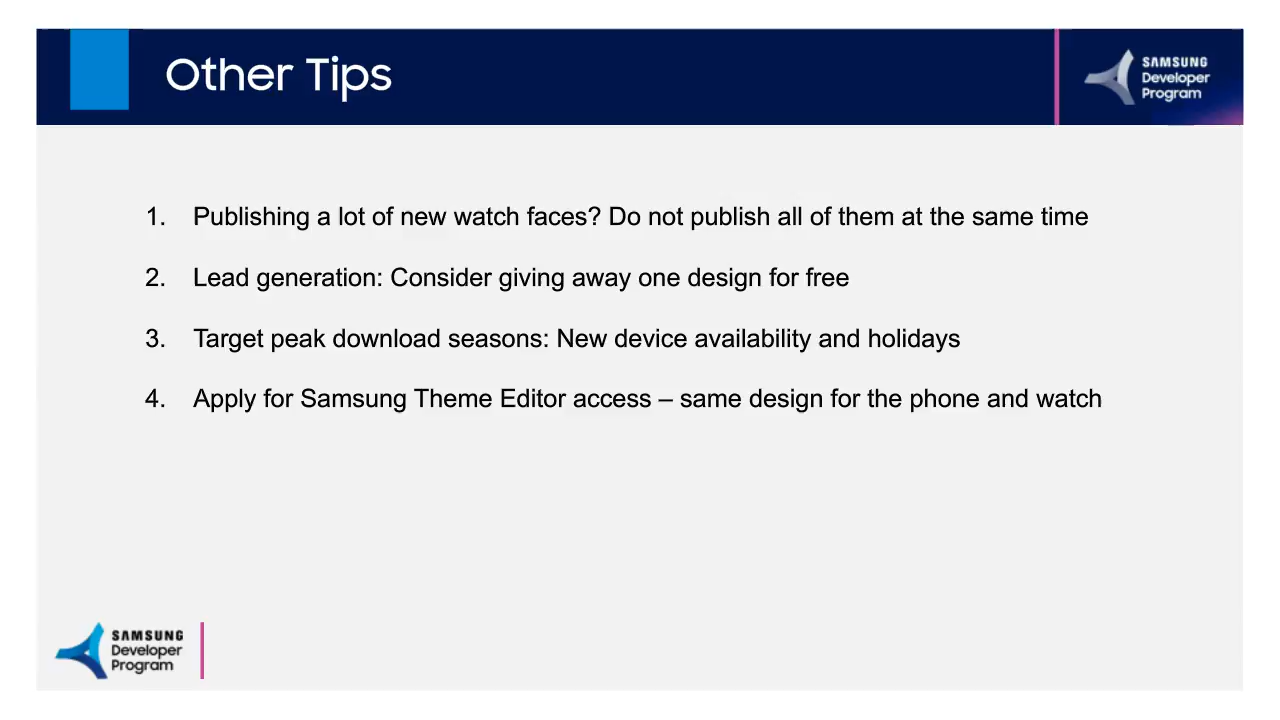 Other Tips
SAMSUNG
Developer
Program
1. Publishing a lot of new watch faces? Do not publish all of them at the same time
2. Lead generation: Consider giving away one design for free
3. Target peak download seasons: New device availability and holidays
4. Apply for Samsung Theme Editor access – same design for the phone and watch
SAMSUNG
Developer
Program